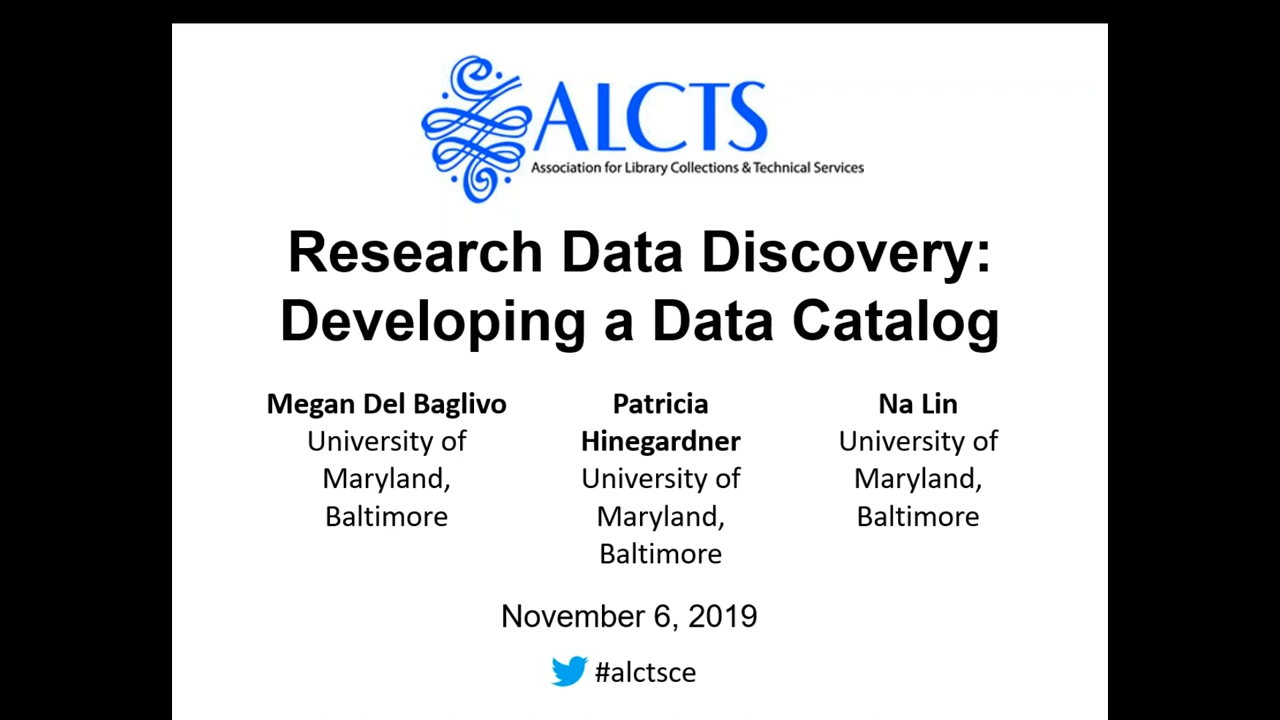 ALCTS
Association for Library Collections & Technical Services
Research Data Discovery:
Developing a Data Catalog
Megan Del Baglivo
University of
Maryland,
Baltimore
Patricia
Hinegardner
University of
Maryland,
Baltimore
Na Lin
University of
Maryland,
Baltimore
November 6, 2019
#alctsce